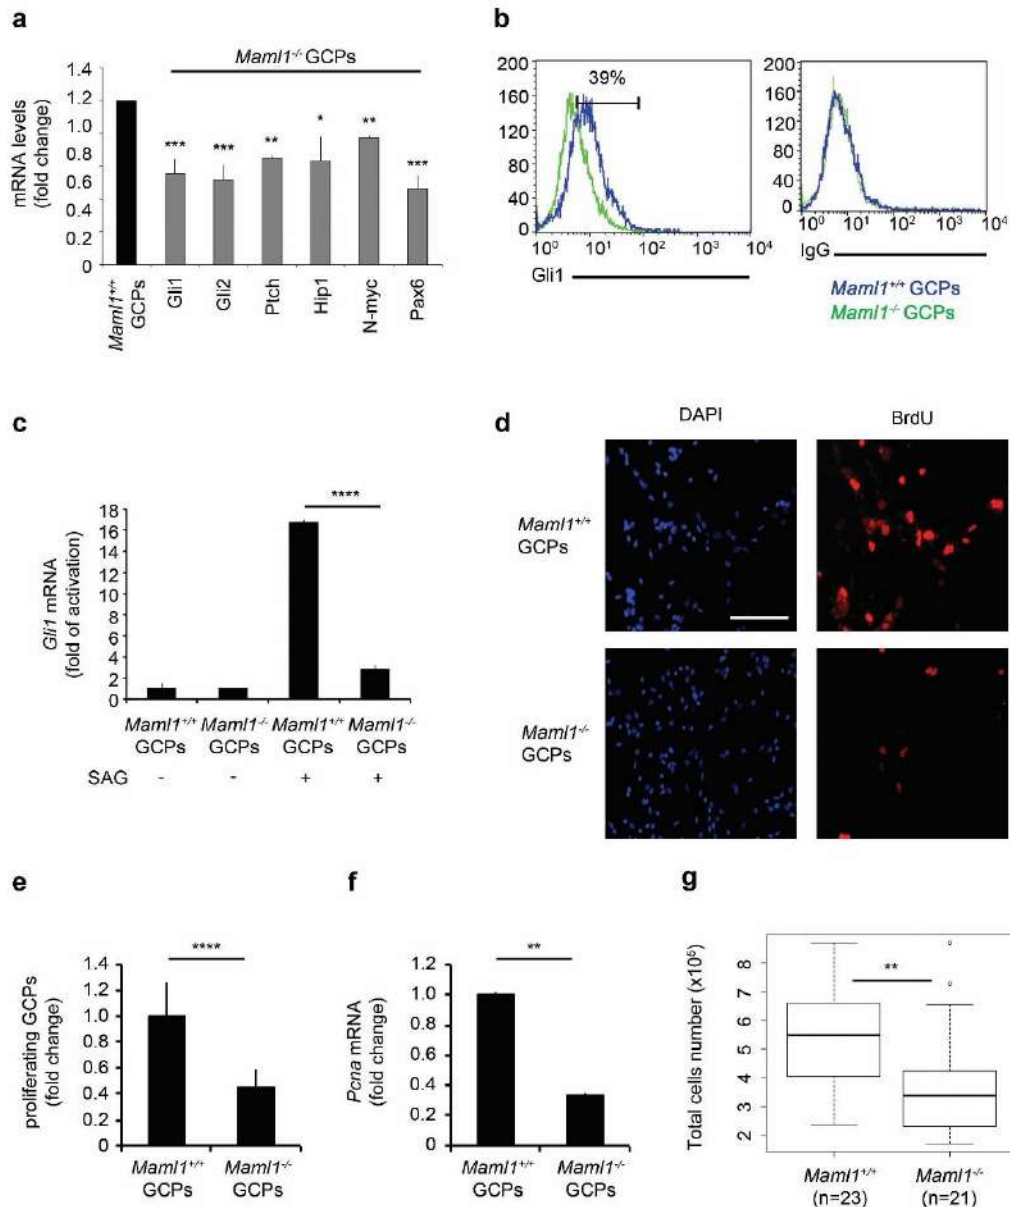 a
Maml1-/- GCPs
mRNA levels
(fold change)
1.4
1.2
1.0
0.8
0.6
0.4
0.2
0
***
***
**
*
**
***
Maml1+/+
GCPs
Gli1
Gli2
Ptch
Hip1
N-myc
Pax6
b
200
160
120
80
40
0
39%
10⁰ 10¹ 10² 10³ 10⁴
Gli1
200
160
120
80
40
0
10⁰ 10¹ 10² 10³ 10⁴
IgG
Maml1+/+ GCPs
Maml1-/- GCPs
c
Gli1 mRNA
(fold of activation)
18
16
14
12
10
8
6
4
2
0
****
Maml1+/+ Maml1-/- Maml1+/+ Maml1-/-
GCPs GCPs GCPs GCPs
SAG - - + +
d
DAPI BrdU
Maml1+/+
GCPs
Maml1-/-
GCPs
e
proliferating GCPs
(fold change)
1.4
1.2
1.0
0.8
0.6
0.4
0.2
0
****
Maml1+/+ Maml1-/-
GCPs GCPs
f
Pcna mRNA
(fold change)
1.4
1.2
1.0
0.8
0.6
0.4
0.2
0
**
Maml1+/+ Maml1-/-
GCPs GCPs
g
Total cells number (x10⁶)
8
7
6
5
4
3
2
**
Maml1+/+ Maml1-/-
(n=23) (n=21)